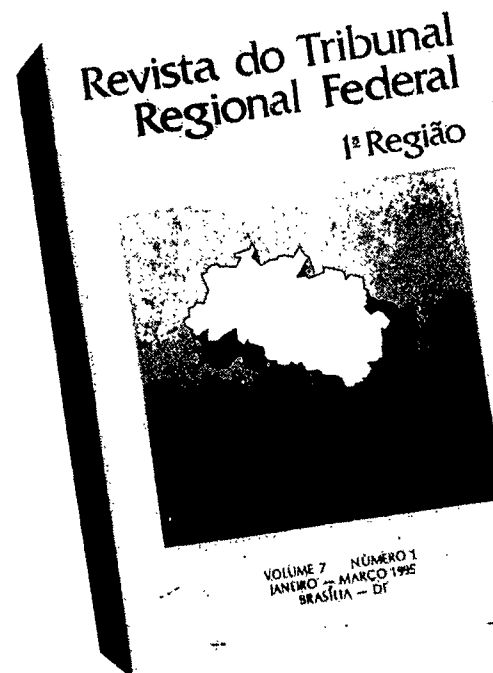 Revista do Tribunal
Regional Federal
1ª Região
VOLUME 7 NÚMERO 1
JANEIRO — MARÇO 1995
BRASÍLIA — DF